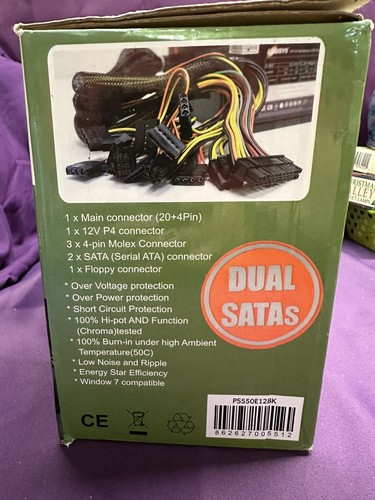 1 x Main connector (20+4Pin)
1 x 12V P4 connector
3 x 4-pin Molex Connector
2 x SATA (Serial ATA) connector
1 x Floppy connector
* Over Voltage protection
* Over Power protection
* Short Circuit Protection
* 100% Hi-pot AND Function
(Chroma)tested
* 100% Burn-in under high Ambient
Temperature(50C)
* Low Noise and Ripple
* Energy Star Efficiency
* Window 7 compatible
DUAL
SATAs
CE
PS550E12BK
862627005512